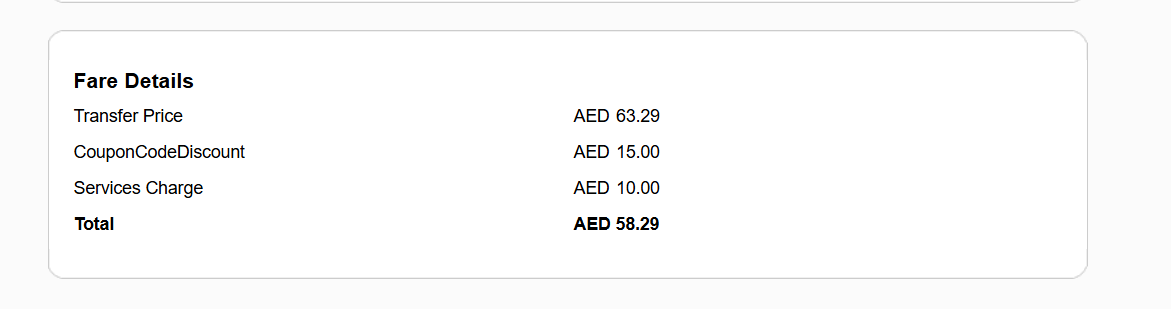 Fare Details
Transfer Price AED 63.29
CouponCodeDiscount AED 15.00
Services Charge AED 10.00
Total AED 58.29